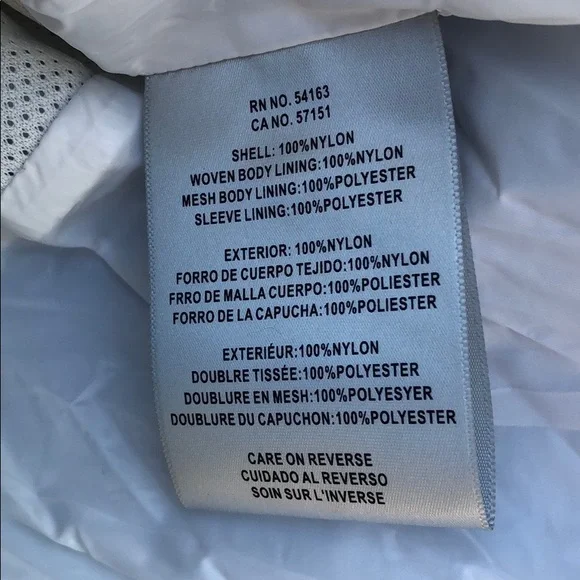 RN NO. 54163
CA NO. 57151
SHELL: 100%NYLON
WOVEN BODY LINING:100%NYLON
MESH BODY LINING:100%POLYESTER
SLEEVE LINING:100%POLYESTER
EXTERIOR: 100%NYLON
FORRO DE CUERPO TEJIDO:100%NYLON
FRRO DE MALLA CUERPO:100%POLIESTER
FORRO DE LA CAPUCHA:100%POLIESTER
EXTERIÉUR:100%NYLON
DOUBLRE TISSÉE:100%POLYESTER
DOUBLURE EN MESH:100%POLYESYER
DOUBLURE DU CAPUCHON:100%POLYESTER
CARE ON REVERSE
CUIDADO AL REVERSO
SOIN SUR L'INVERSE